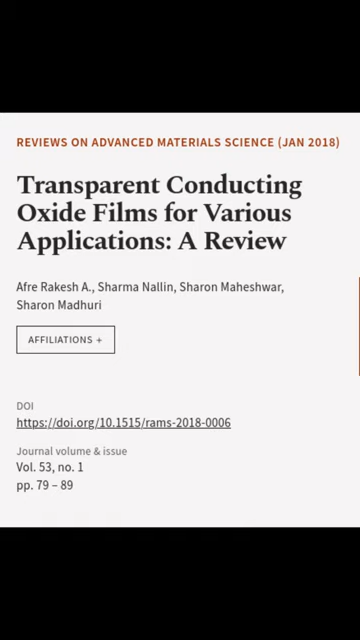 REVIEWS ON ADVANCED MATERIALS SCIENCE (JAN 2018)
Transparent Conducting
Oxide Films for Various
Applications: A Review
Afre Rakesh A., Sharma Nallin, Sharon Maheshwar,
Sharon Madhuri
AFFILIATIONS +
DOI
https://doi.org/10.1515/rams-2018-0006
Journal volume & issue
Vol. 53, no. 1
pp. 79 – 89